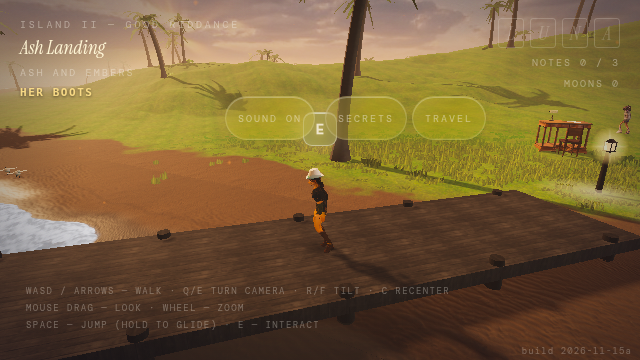 ISLAND II — GOOD RIDDANCE
Ash Landing
ASH AND EMBERS
HER BOOTS
NOTES 0 / 3
MOONS 0
SOUND ON
E
SECRETS
TRAVEL
WASD / ARROWS — WALK · Q/E TURN CAMERA · R/F TILT · C RECENTER
MOUSE DRAG — LOOK · WHEEL — ZOOM
SPACE — JUMP (HOLD TO GLIDE) · E — INTERACT
build 2026-11-15a